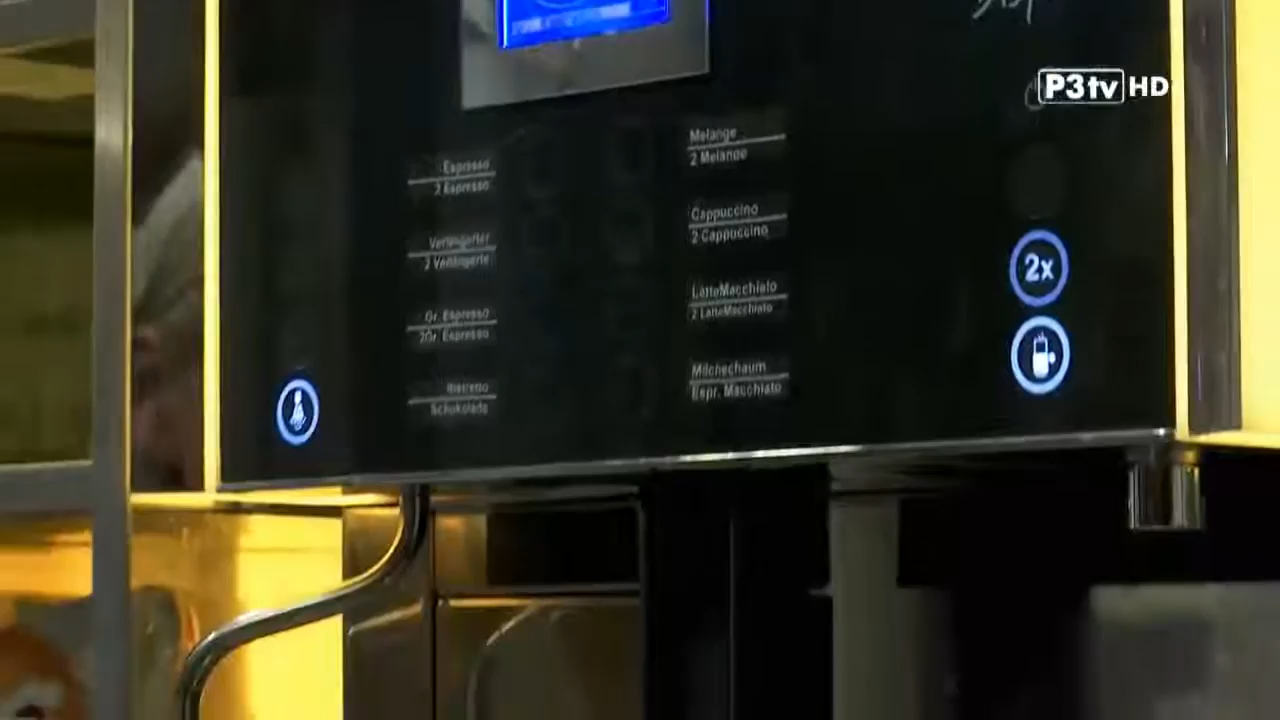 P3tv HD
Espresso
2 Espresso
Verlängerter
2 Verlängerte
Gr. Espresso
2Gr. Espresso
Ristretto
Schokolade
Melange
2 Melange
Cappuccino
2 Cappuccino
LatteMacchiato
2 LatteMacchiato
Milchschaum
Espr. Macchiato
2x